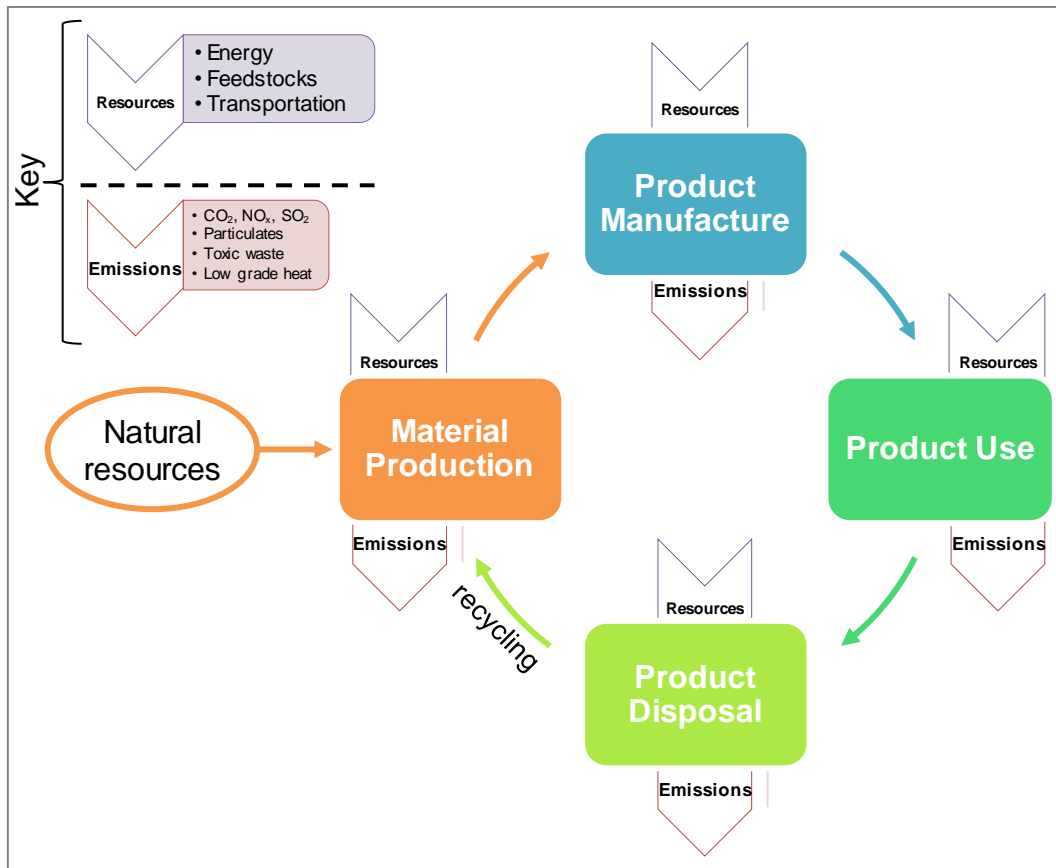 Key
Resources
• Energy
• Feedstocks
• Transportation
Emissions
• CO₂, NOₓ, SO₂
• Particulates
• Toxic waste
• Low grade heat
Resources
Product
Manufacture
Emissions
Resources
Product Use
Emissions
Resources
Product
Disposal
Emissions
recycling
Natural
resources
Resources
Material
Production
Emissions